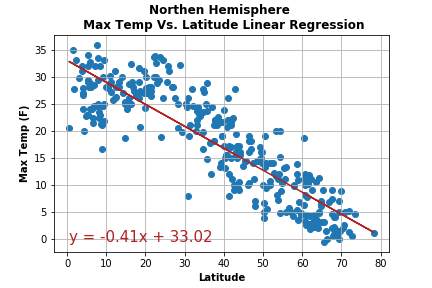 Northen Hemisphere
Max Temp Vs. Latitude Linear Regression
Max Temp (F)
35
30
25
20
15
10
5
0
y = -0.41x + 33.02
0 10 20 30 40 50 60 70 80
Latitude